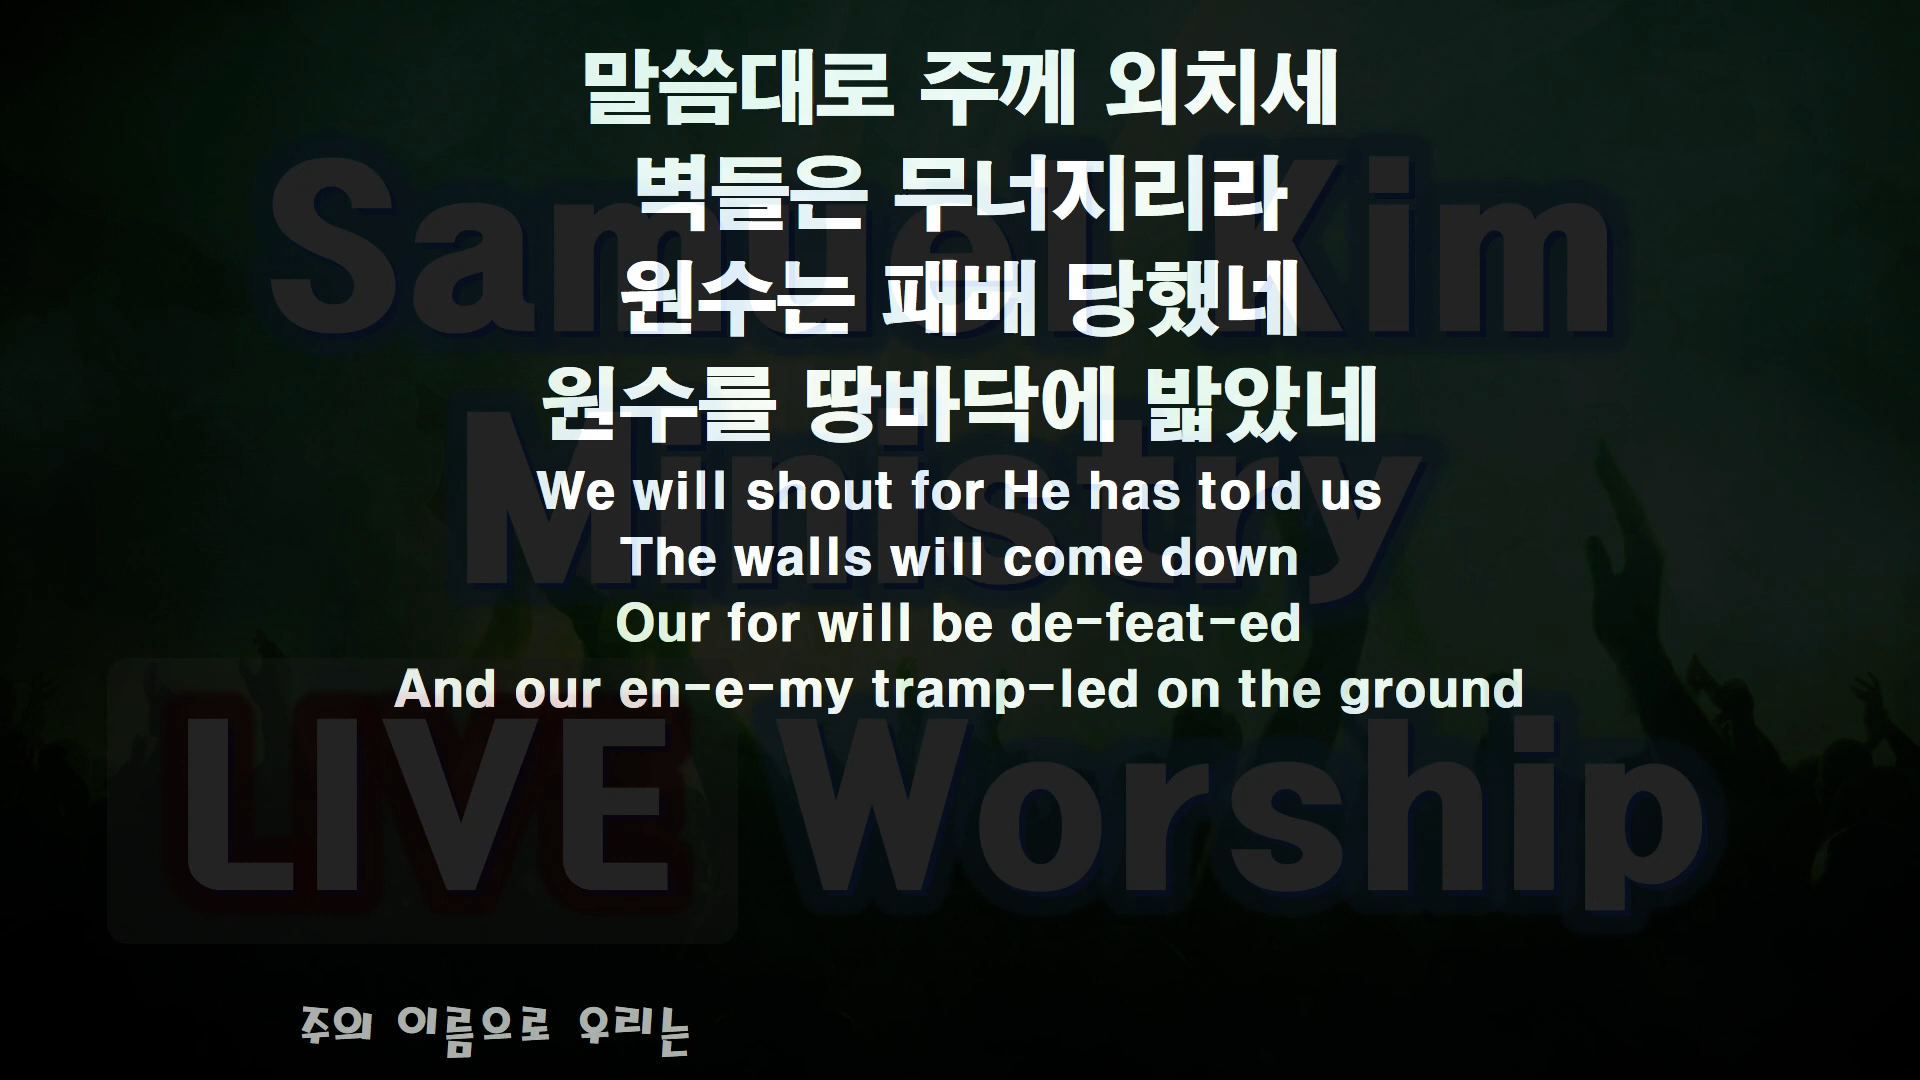 말씀대로 주께 외치세
벽들은 무너지리라
원수는 패배 당했네
원수를 땅바닥에 밟았네
We will shout for He has told us
The walls will come down
Our for will be de-feat-ed
And our en-e-my tramp-led on the ground
Samuel Kim
Ministry
LIVE Worship
주의 이름으로 우리는